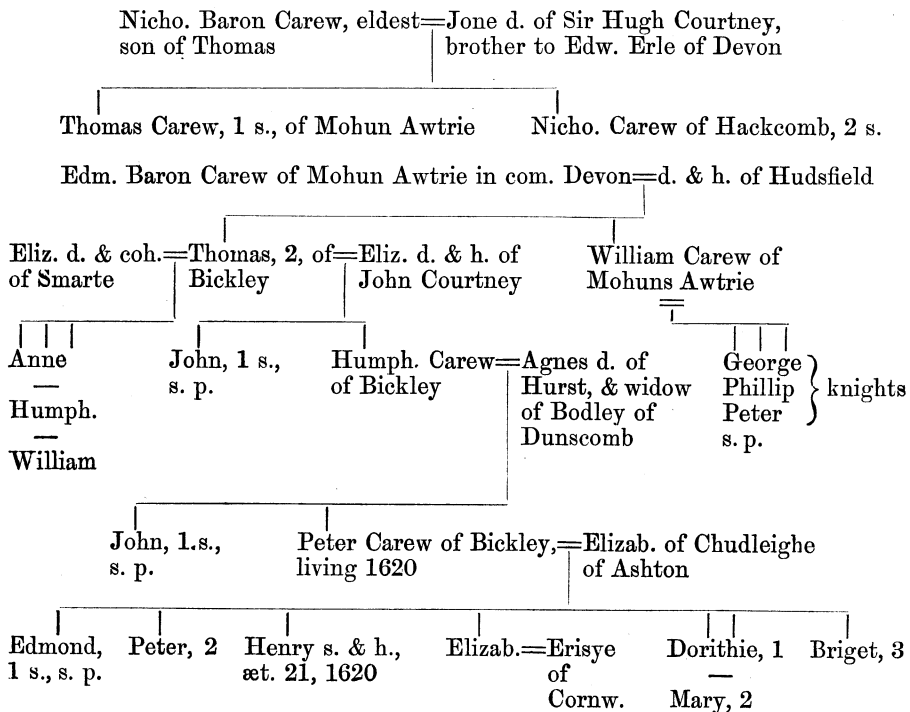 Nicho. Baron Carew, eldest=Jone d. of Sir Hugh Courtney,
son of Thomas brother to Edw. Erle of Devon
Thomas Carew, 1 s., of Mohun Awtrie Nicho. Carew of Hackcomb, 2 s.
Edm. Baron Carew of Mohun Awtrie in com. Devon=d. & h. of Hudsfield
Eliz. d. & coh.=Thomas, 2, of=Eliz. d. & h. of William Carew of
of Smarte Bickley John Courtney Mohuns Awtrie
Anne John, 1 s., Humph. Carew=Agnes d. of George
— s. p. of Bickley Hurst, & widow Phillip } knights
Humph. of Bodley of Peter
— Dunscomb s. p.
William
John, 1.s., Peter Carew of Bickley,=Elizab. of Chudleighe
s. p. living 1620 of Ashton
Edmond, Peter, 2 Henry s. & h., Elizab.=Erisye Dorithie, 1 Briget, 3
1 s., s. p. æt. 21, 1620 of —
Cornw. Mary, 2